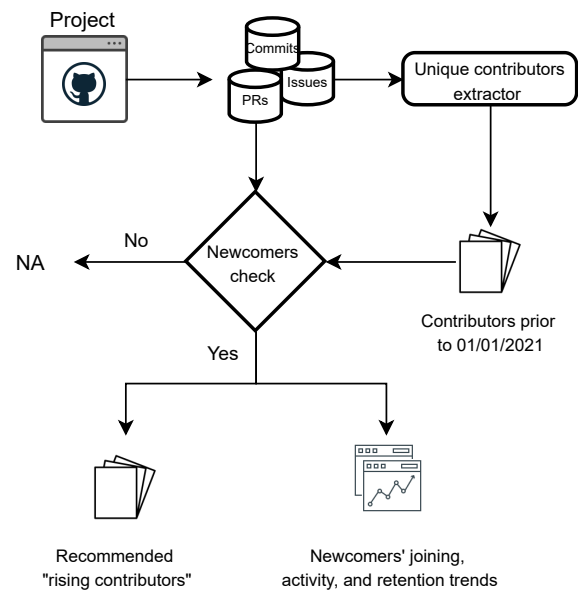 Project
Commits
Issues
PRs
Unique contributors
extractor
No
NA
Newcomers
check
Contributors prior
to 01/01/2021
Yes
Recommended
"rising contributors"
Newcomers' joining,
activity, and retention trends